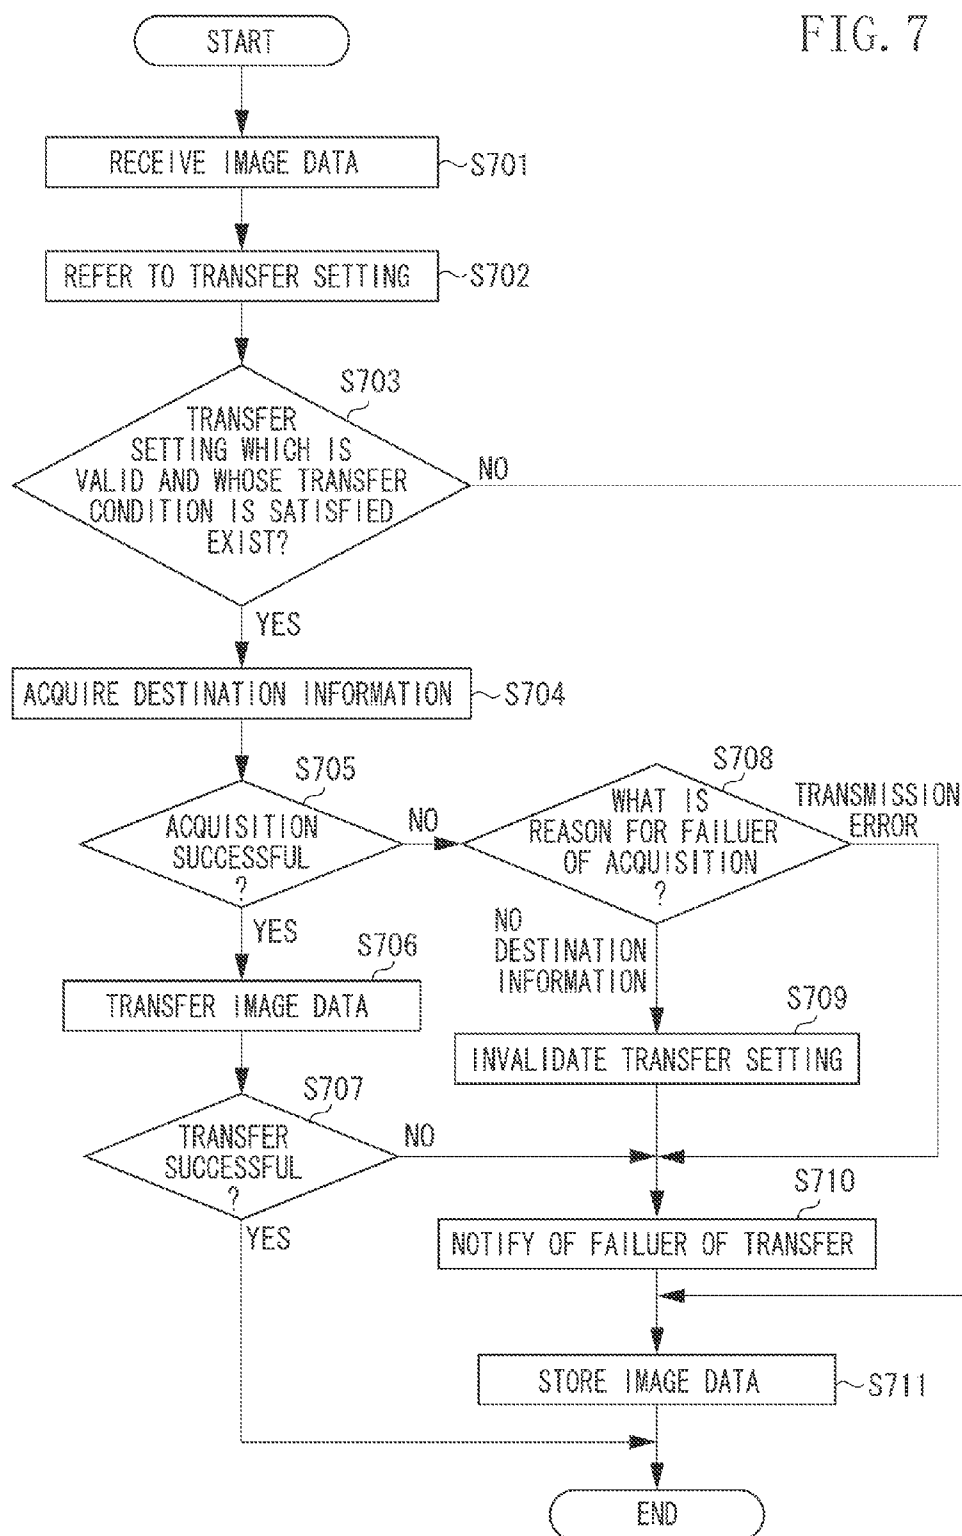 FIG. 7
START
RECEIVE IMAGE DATA
S701
REFER TO TRANSFER SETTING
S702
S703
TRANSFER
SETTING WHICH IS
VALID AND WHOSE TRANSFER
CONDITION IS SATISFIED
EXIST?
NO
YES
ACQUIRE DESTINATION INFORMATION
S704
S705
ACQUISITION
SUCCESSFUL
?
NO
YES
S708
WHAT IS
REASON FOR FAILUER
OF ACQUISITION
?
TRANSMISSION
ERROR
NO
DESTINATION
INFORMATION
S706
TRANSFER IMAGE DATA
S709
INVALIDATE TRANSFER SETTING
S707
TRANSFER
SUCCESSFUL
?
NO
YES
S710
NOTIFY OF FAILUER OF TRANSFER
STORE IMAGE DATA
S711
END